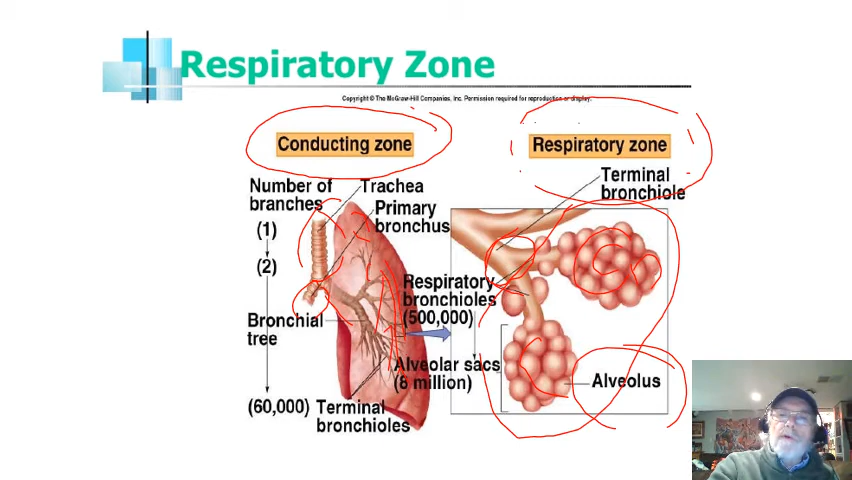 Respiratory Zone
Copyright © The McGraw-Hill Companies, Inc. Permission required for reproduction or display.
Conducting zone
Respiratory zone
Number of
branches
Trachea
Primary
bronchus
Terminal
bronchiole
(1)
(2)
Respiratory
bronchioles
(500,000)
Bronchial
tree
Alveolar sacs
(8 million)
Alveolus
(60,000)
Terminal
bronchioles